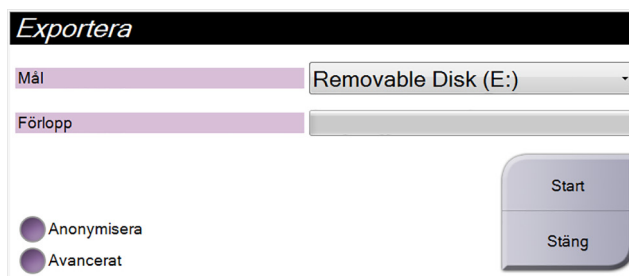 Exportera
Mål
Removable Disk (E:)
Förlopp
Start
Anonymisera
Stäng
Avancerat